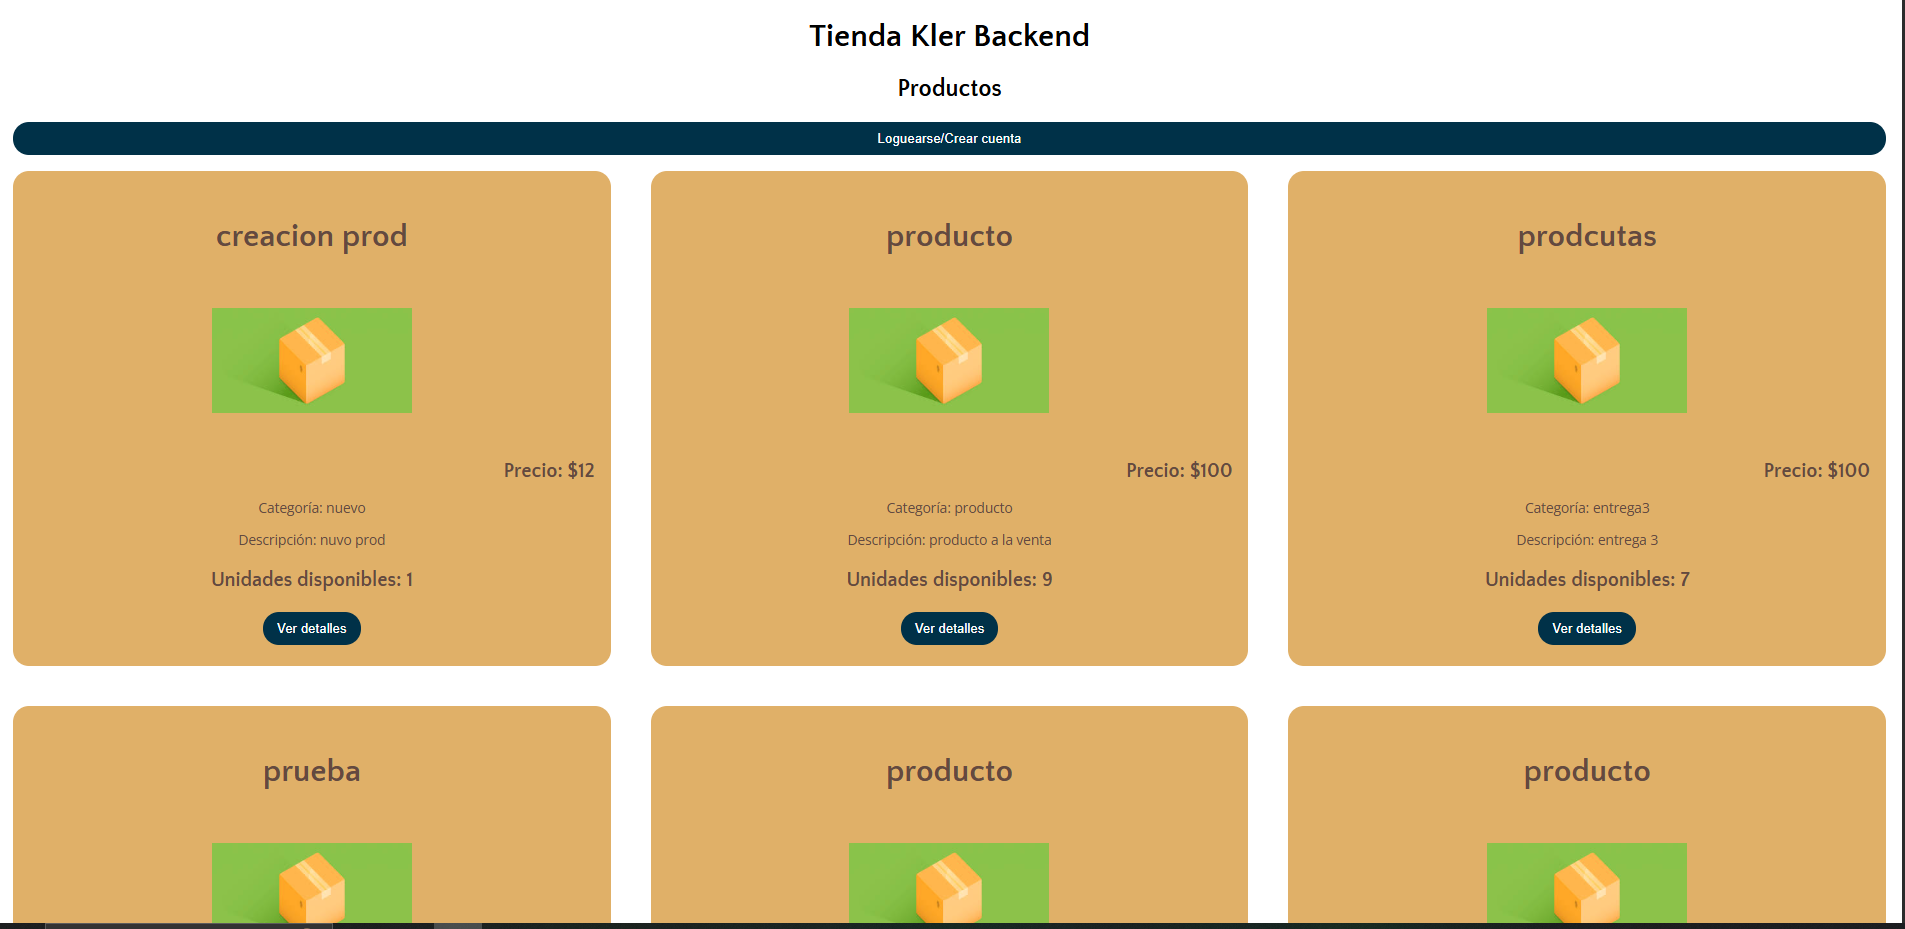 Tienda Kler Backend
Productos
Loguearse/Crear cuenta
creacion prod
Precio: $12
Categoría: nuevo
Descripción: nuvo prod
Unidades disponibles: 1
Ver detalles
producto
Precio: $100
Categoría: producto
Descripción: producto a la venta
Unidades disponibles: 9
Ver detalles
prodcutas
Precio: $100
Categoría: entrega3
Descripción: entrega 3
Unidades disponibles: 7
Ver detalles
prueba
producto
producto